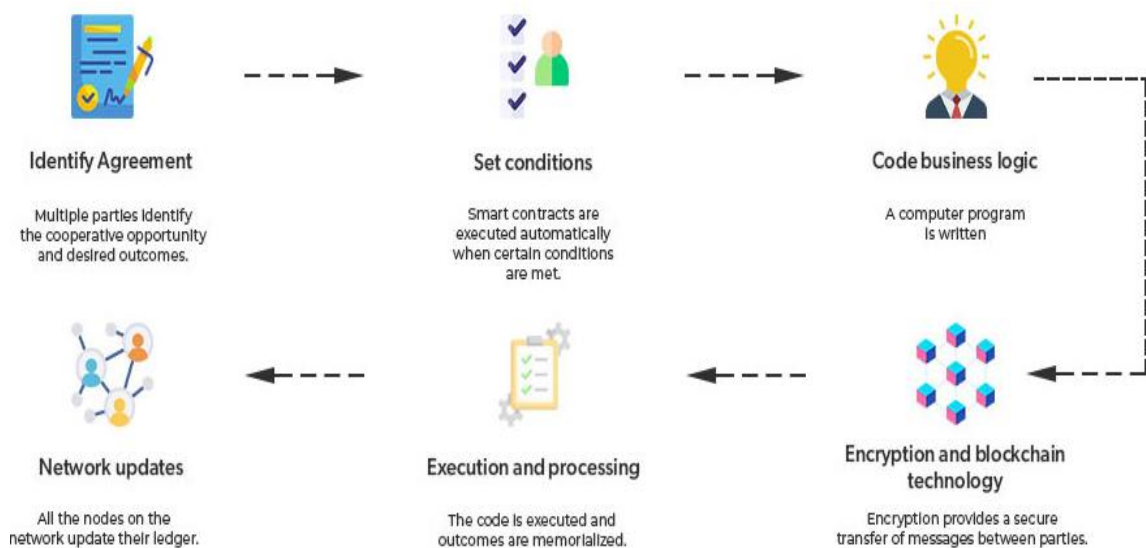 Identify Agreement
Multiple parties identify
the cooperative opportunity
and desired outcomes.
Set conditions
Smart contracts are
executed automatically
when certain conditions
are met.
Code business logic
A computer program
is written
Encryption and blockchain
technology
Encryption provides a secure
transfer of messages between parties.
Execution and processing
The code is executed and
outcomes are memorialized.
Network updates
All the nodes on the
network update their ledger.